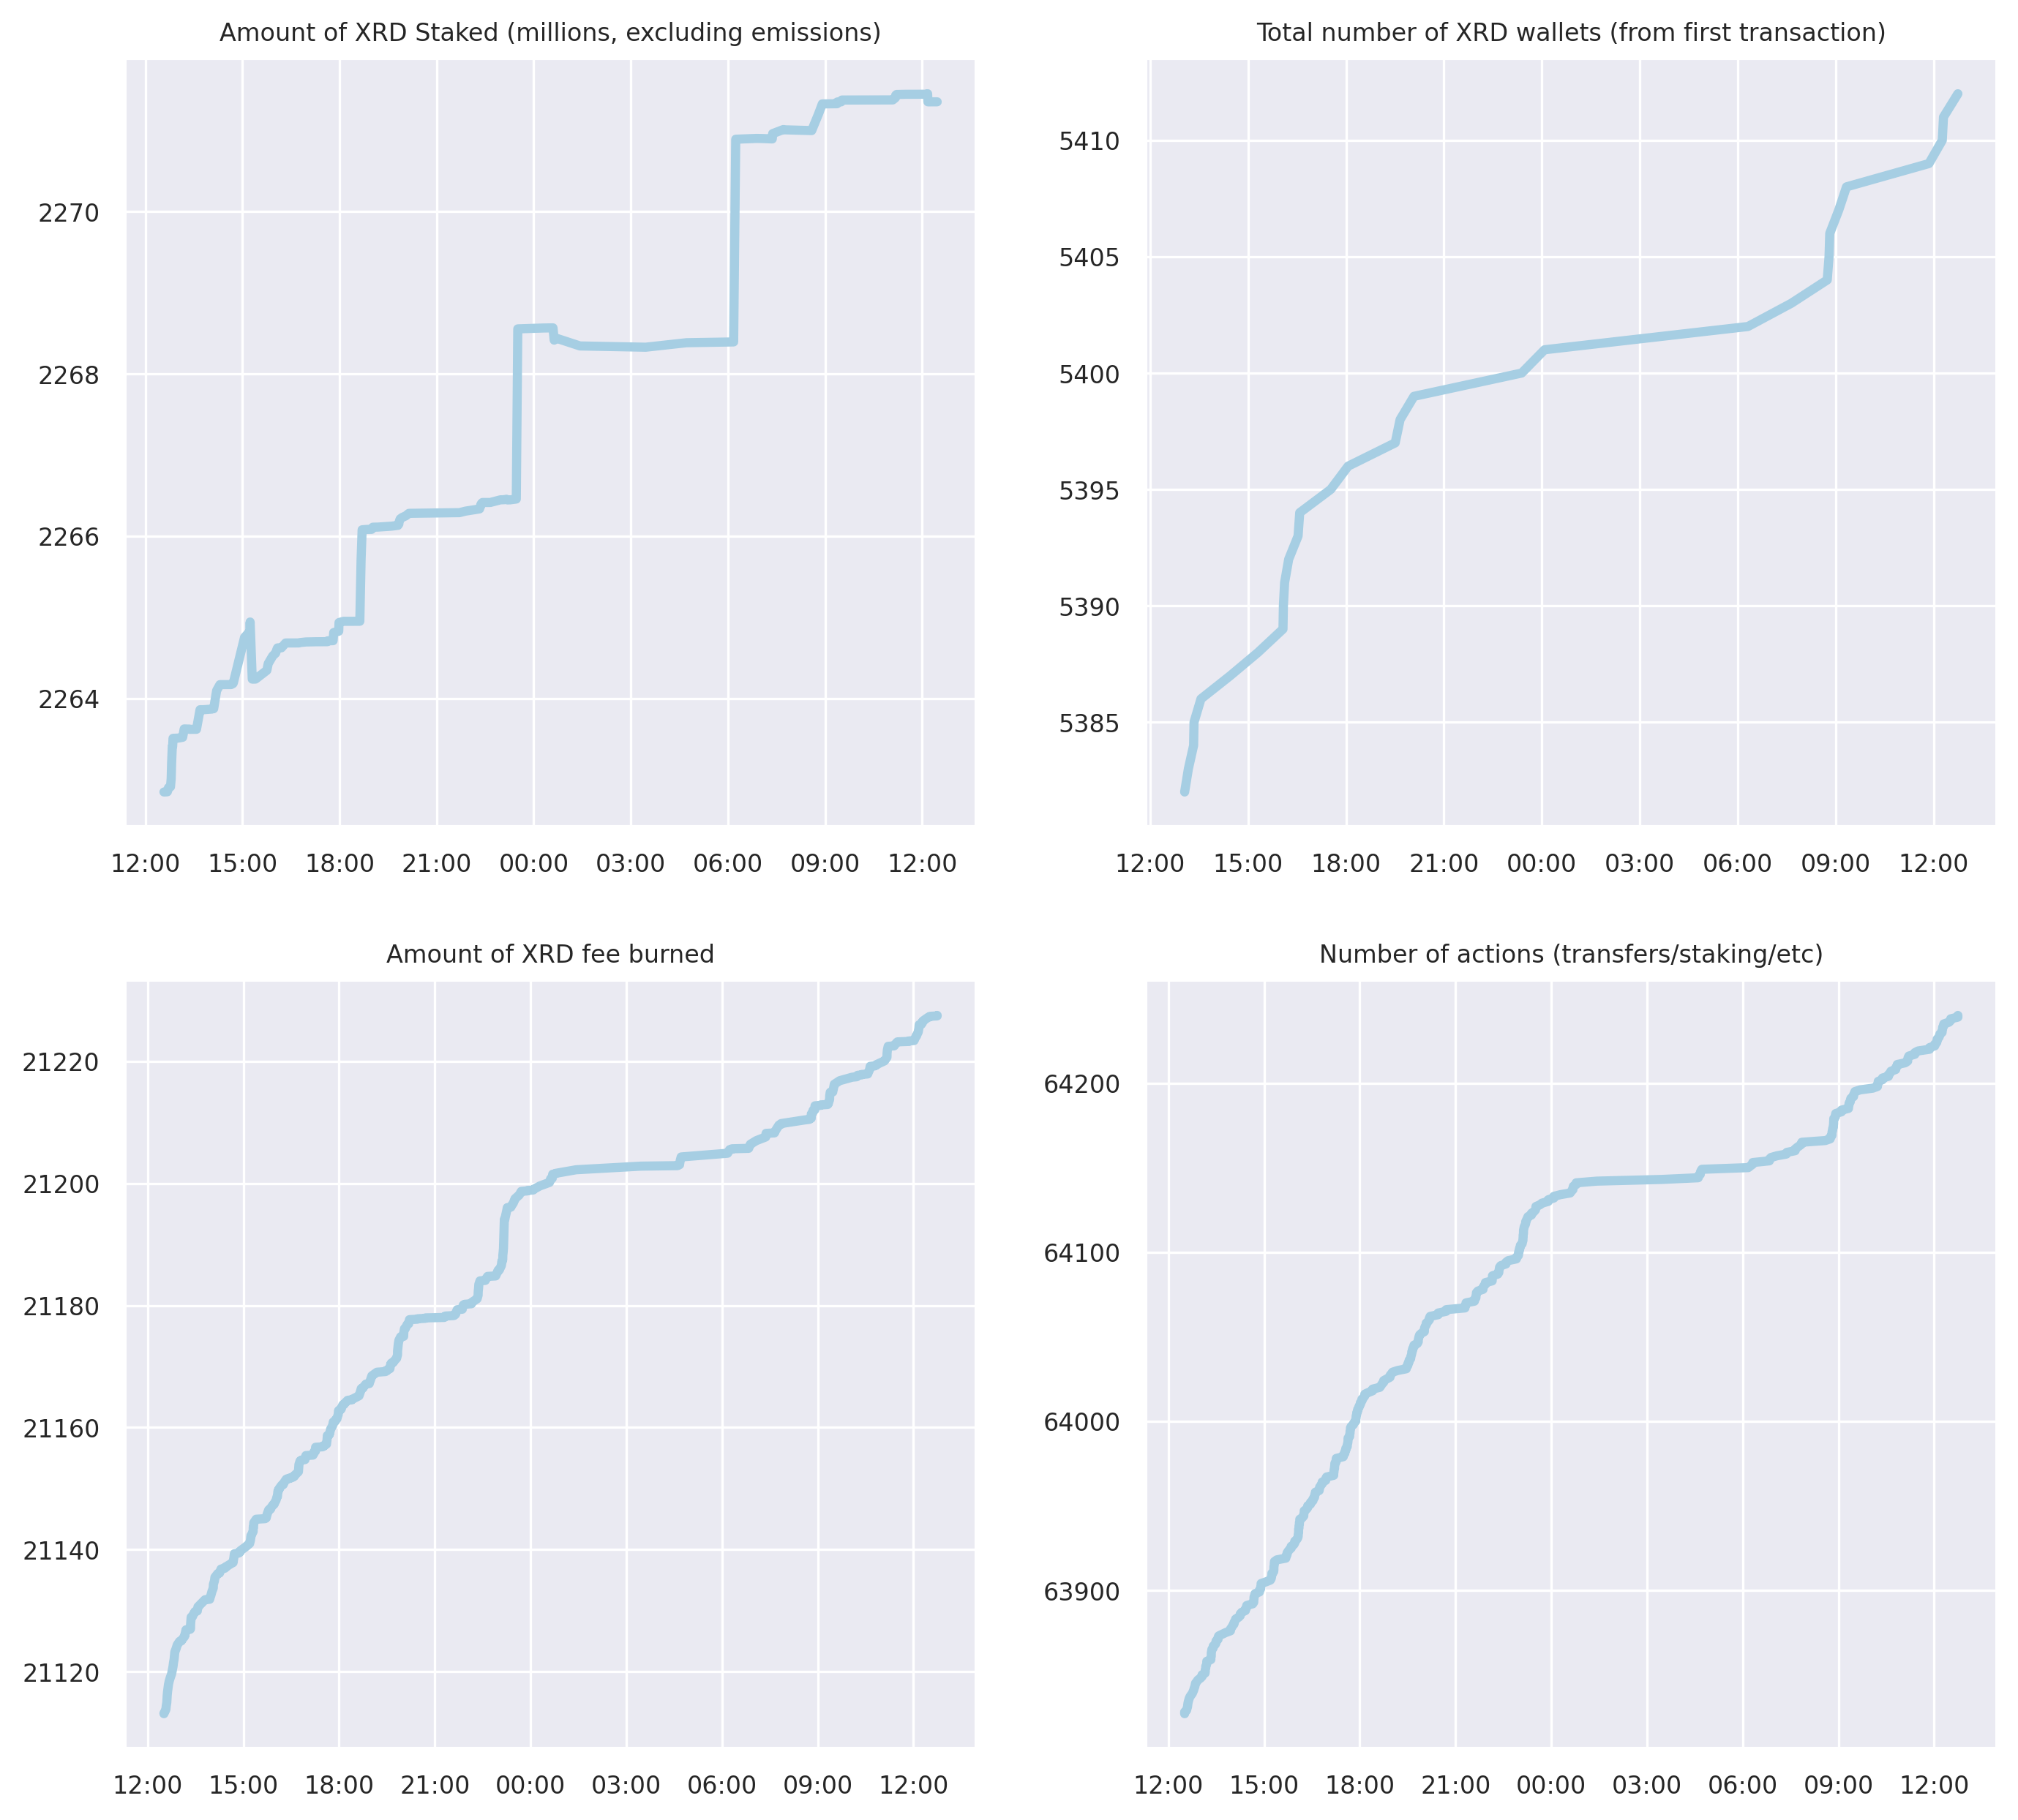 Amount of XRD Staked (millions, excluding emissions)
2270
2268
2266
2264
12:00 15:00 18:00 21:00 00:00 03:00 06:00 09:00 12:00
Total number of XRD wallets (from first transaction)
5410
5405
5400
5395
5390
5385
12:00 15:00 18:00 21:00 00:00 03:00 06:00 09:00 12:00
Amount of XRD fee burned
21220
21200
21180
21160
21140
21120
12:00 15:00 18:00 21:00 00:00 03:00 06:00 09:00 12:00
Number of actions (transfers/staking/etc)
64200
64100
64000
63900
12:00 15:00 18:00 21:00 00:00 03:00 06:00 09:00 12:00